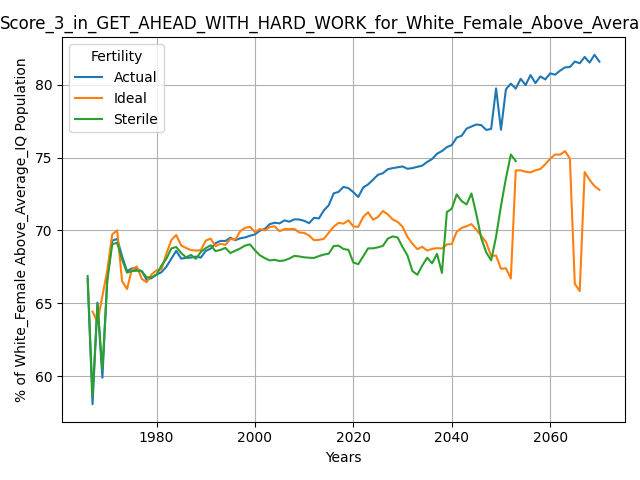 Score_3_in_GET_AHEAD_WITH_HARD_WORK_for_White_Female_Above_Avera
Fertility
Actual
Ideal
Sterile
% of White_Female Above_Average_IQ Population
80
75
70
65
60
1980
2000
2020
2040
2060
Years